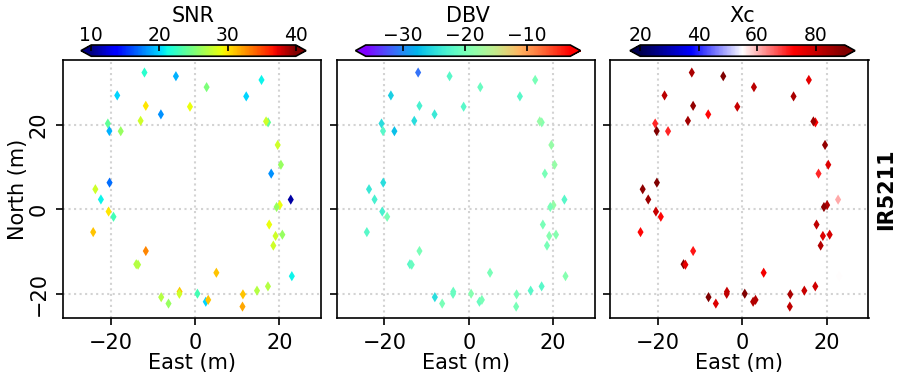 SNR DBV Xc
10 20 30 40 −30 −20 −10 20 40 60 80
North (m)
20
0
−20
IR5211
−20 0 20 −20 0 20 −20 0 20
East (m) East (m) East (m)